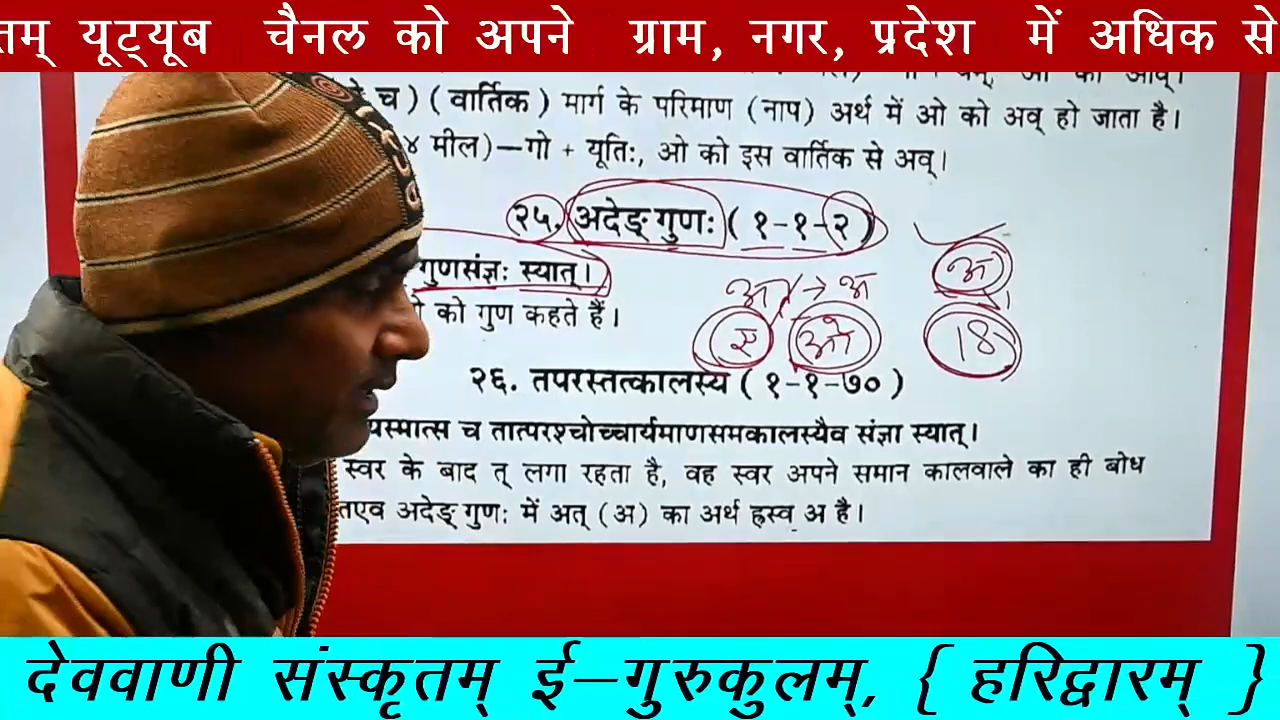 तम् यूट्यूब चैनल को अपने ग्राम, नगर, प्रदेश में अधिक से
च) (वार्तिक) मार्ग के परिमाण (नाप) अर्थ में ओ को अव् हो जाता है।
४ मील)—गो + यूतिः, ओ को इस वार्तिक से अव्।
२५. अदेङ् गुणः (१-१-२)
गुणसंज्ञः स्यात्।
को गुण कहते हैं।
अ
18
२६. तपरस्तत्कालस्य (१-१-७०)
यस्मात्स च तात्परश्चोच्चार्यमाणसमकालस्यैव संज्ञा स्यात्।
स्वर के बाद त् लगा रहता है, वह स्वर अपने समान कालवाले का ही बोध
तएव अदेङ् गुणः में अत् (अ) का अर्थ ह्रस्व अ है।
देववाणी संस्कृतम् ई—गुरुकुलम्, { हरिद्वारम् }